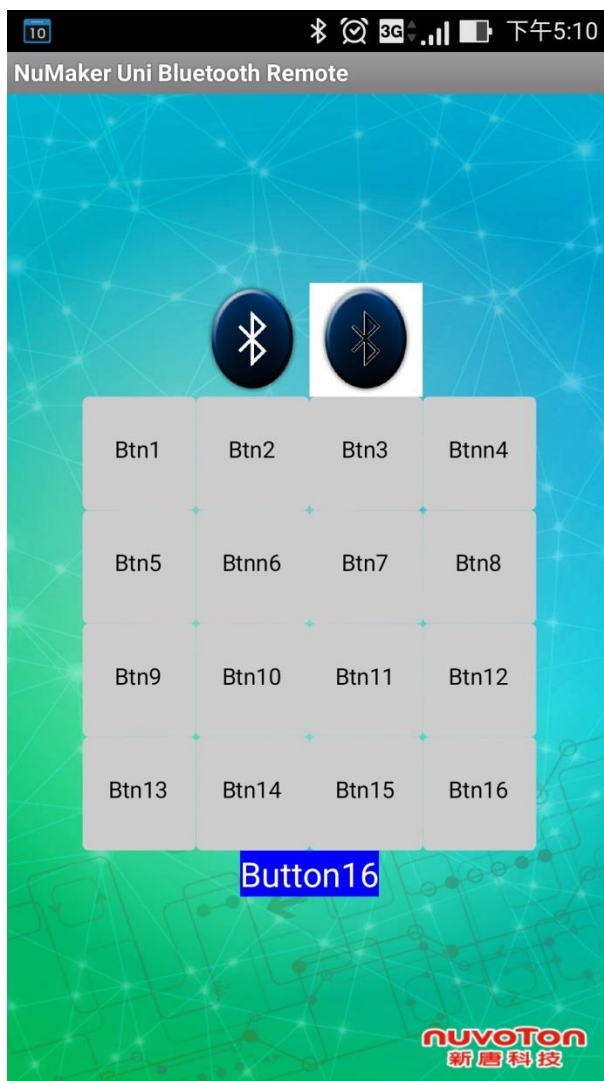 10 3G 下午5:10
NuMaker Uni Bluetooth Remote
Btn1 Btn2 Btn3 Btnn4
Btn5 Btnn6 Btn7 Btn8
Btn9 Btn10 Btn11 Btn12
Btn13 Btn14 Btn15 Btn16
Button16
nuvoTon
新唐科技